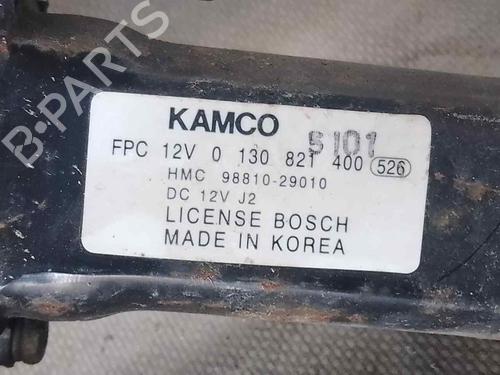 KAMCO
5101
FPC 12V 0 130 821 400 526
HMC 98810-29010
DC 12V J2
LICENSE BOSCH
MADE IN KOREA
B-PARTS